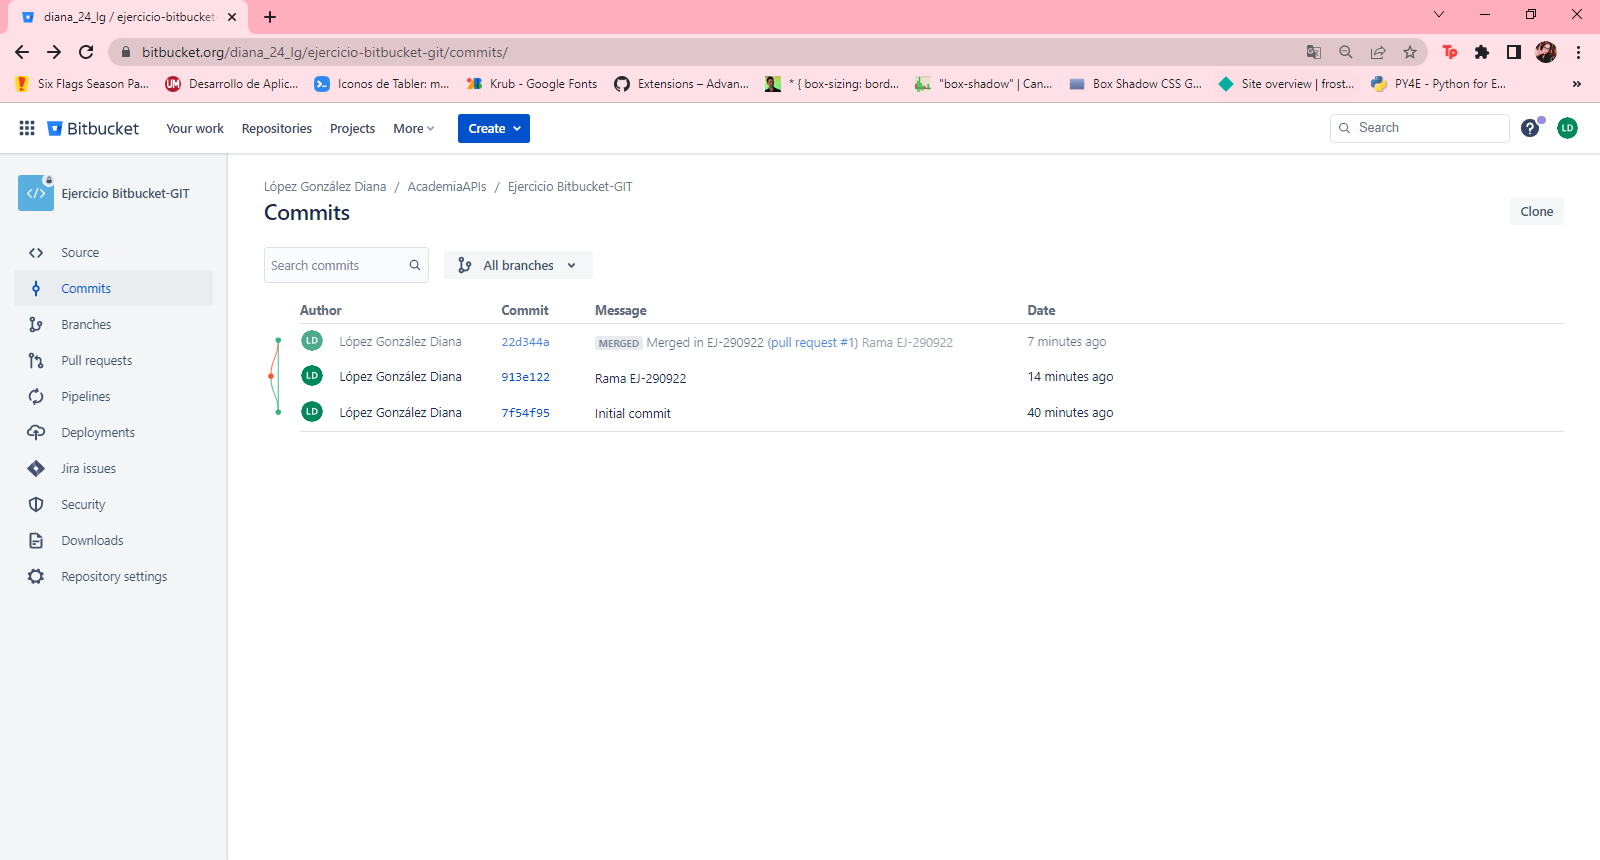 diana_24_lg / ejercicio-bitbucket-
bitbucket.org/diana_24_lg/ejercicio-bitbucket-git/commits/
Tp
Six Flags Season Pa... UM Desarrollo de Aplic... Iconos de Tabler: m... Krub - Google Fonts Extensions – Advan... * { box-sizing: bord... "box-shadow" | Can... Box Shadow CSS G... Site overview | frost... PY4E - Python for E... »
Bitbucket Your work Repositories Projects More Create Search ? LD
Ejercicio Bitbucket-GIT
Source
Commits
Branches
Pull requests
Pipelines
Deployments
Jira issues
Security
Downloads
Repository settings
López González Diana / AcademiaAPIs / Ejercicio Bitbucket-GIT
Commits
Clone
Search commits All branches
Author Commit Message Date
LD López González Diana 22d344a MERGED Merged in EJ-290922 (pull request #1) Rama EJ-290922 7 minutes ago
LD López González Diana 913e122 Rama EJ-290922 14 minutes ago
LD López González Diana 7f54f95 Initial commit 40 minutes ago